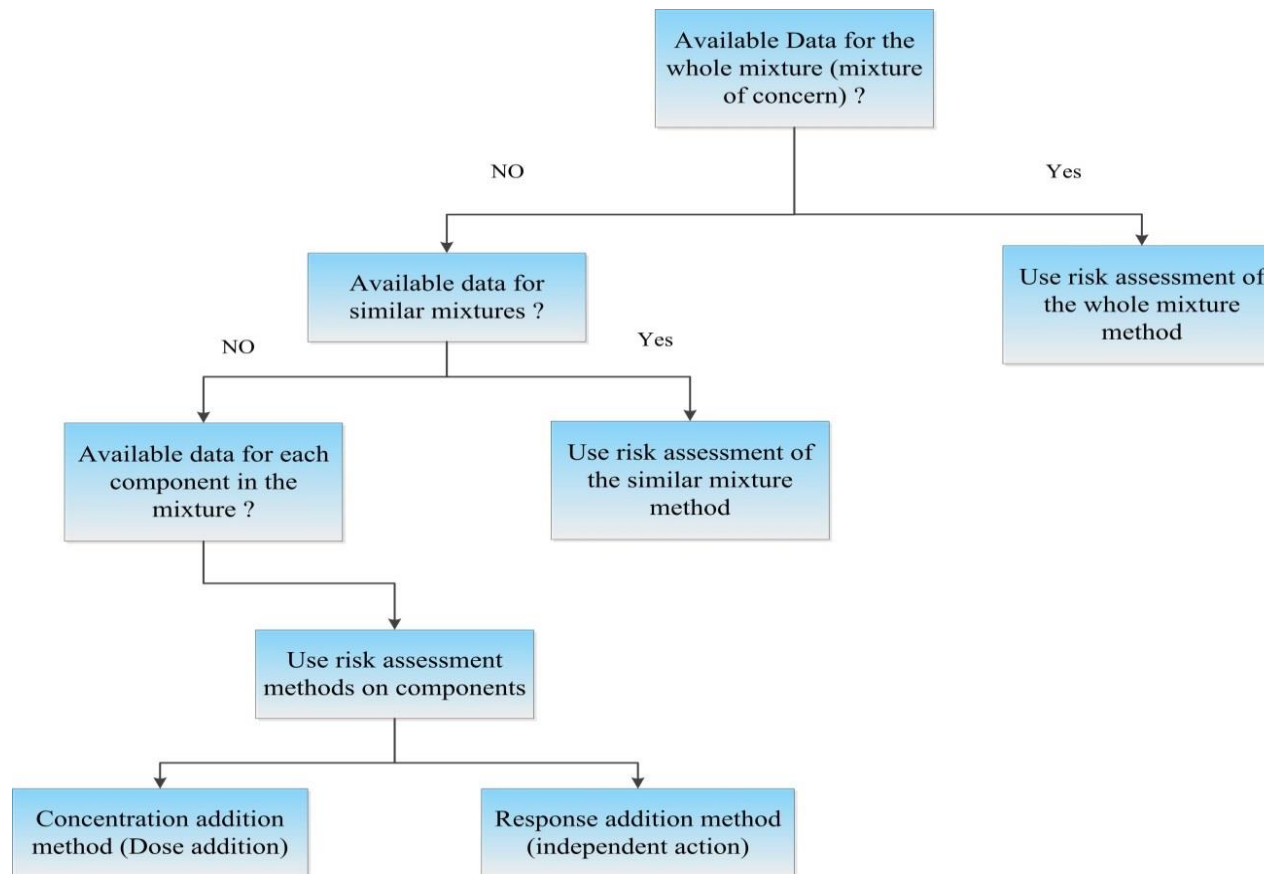 Available Data for the
whole mixture (mixture
of concern) ?
NO
Yes
Available data for
similar mixtures ?
Use risk assessment of
the whole mixture
method
NO
Yes
Available data for each
component in the
mixture ?
Use risk assessment of
the similar mixture
method
Use risk assessment
methods on components
Concentration addition
method (Dose addition)
Response addition method
(independent action)